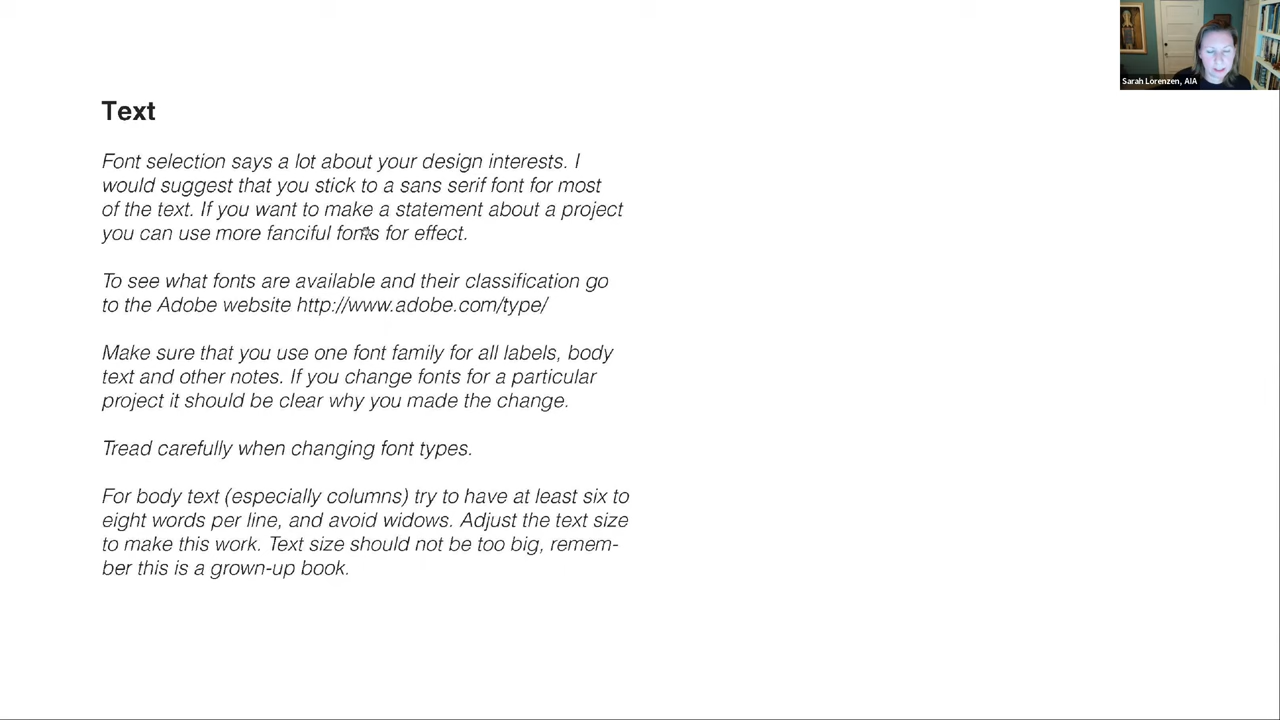 Sarah Lorenzen, AIA
Text
Font selection says a lot about your design interests. I
would suggest that you stick to a sans serif font for most
of the text. If you want to make a statement about a project
you can use more fanciful fonts for effect.
To see what fonts are available and their classification go
to the Adobe website http://www.adobe.com/type/
Make sure that you use one font family for all labels, body
text and other notes. If you change fonts for a particular
project it should be clear why you made the change.
Tread carefully when changing font types.
For body text (especially columns) try to have at least six to
eight words per line, and avoid widows. Adjust the text size
to make this work. Text size should not be too big, remem-
ber this is a grown-up book.